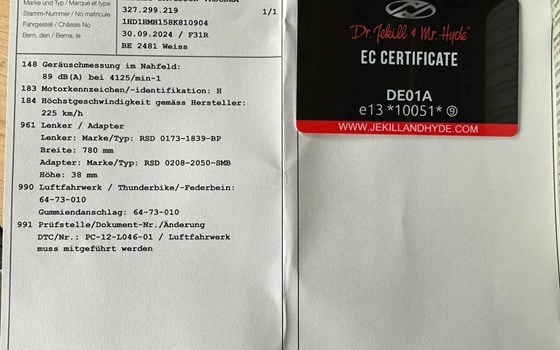 Marke und Typ / Marque et type
Stamm-Nummer / No matricule
327.299.219
1/1
Fahrgestell / Châssis No
1HD1HMH158K810904
Bern, den / Berne, le
30.09.2024 / F31R
BE 2481 Weiss
148 Geräuschmessung im Nahfeld:
89 dB(A) bei 4125/min-1
183 Motorkennzeichen/-identifikation: H
184 Höchstgeschwindigkeit gemäss Hersteller:
225 km/h
961 Lenker / Adapter
Lenker: Marke/Typ: RSD 0173-1839-BP
Breite: 780 mm
Adapter: Marke/Typ: RSD 0208-2050-SMB
Höhe: 38 mm
990 Luftfahrwerk / Thunderbike/-Federbein:
64-73-010
Gummiendanschlag: 64-73-010
991 Prüfstelle/Dokument-Nr./Änderung
DTC/Nr.: PC-12-L046-01 / Luftfahrwerk
muss mitgeführt werden
Dr. Jekill & Mr. Hyde
EC CERTIFICATE
DE01A
e13 *10051* ⑨
WWW.JEKILLANDHYDE.COM